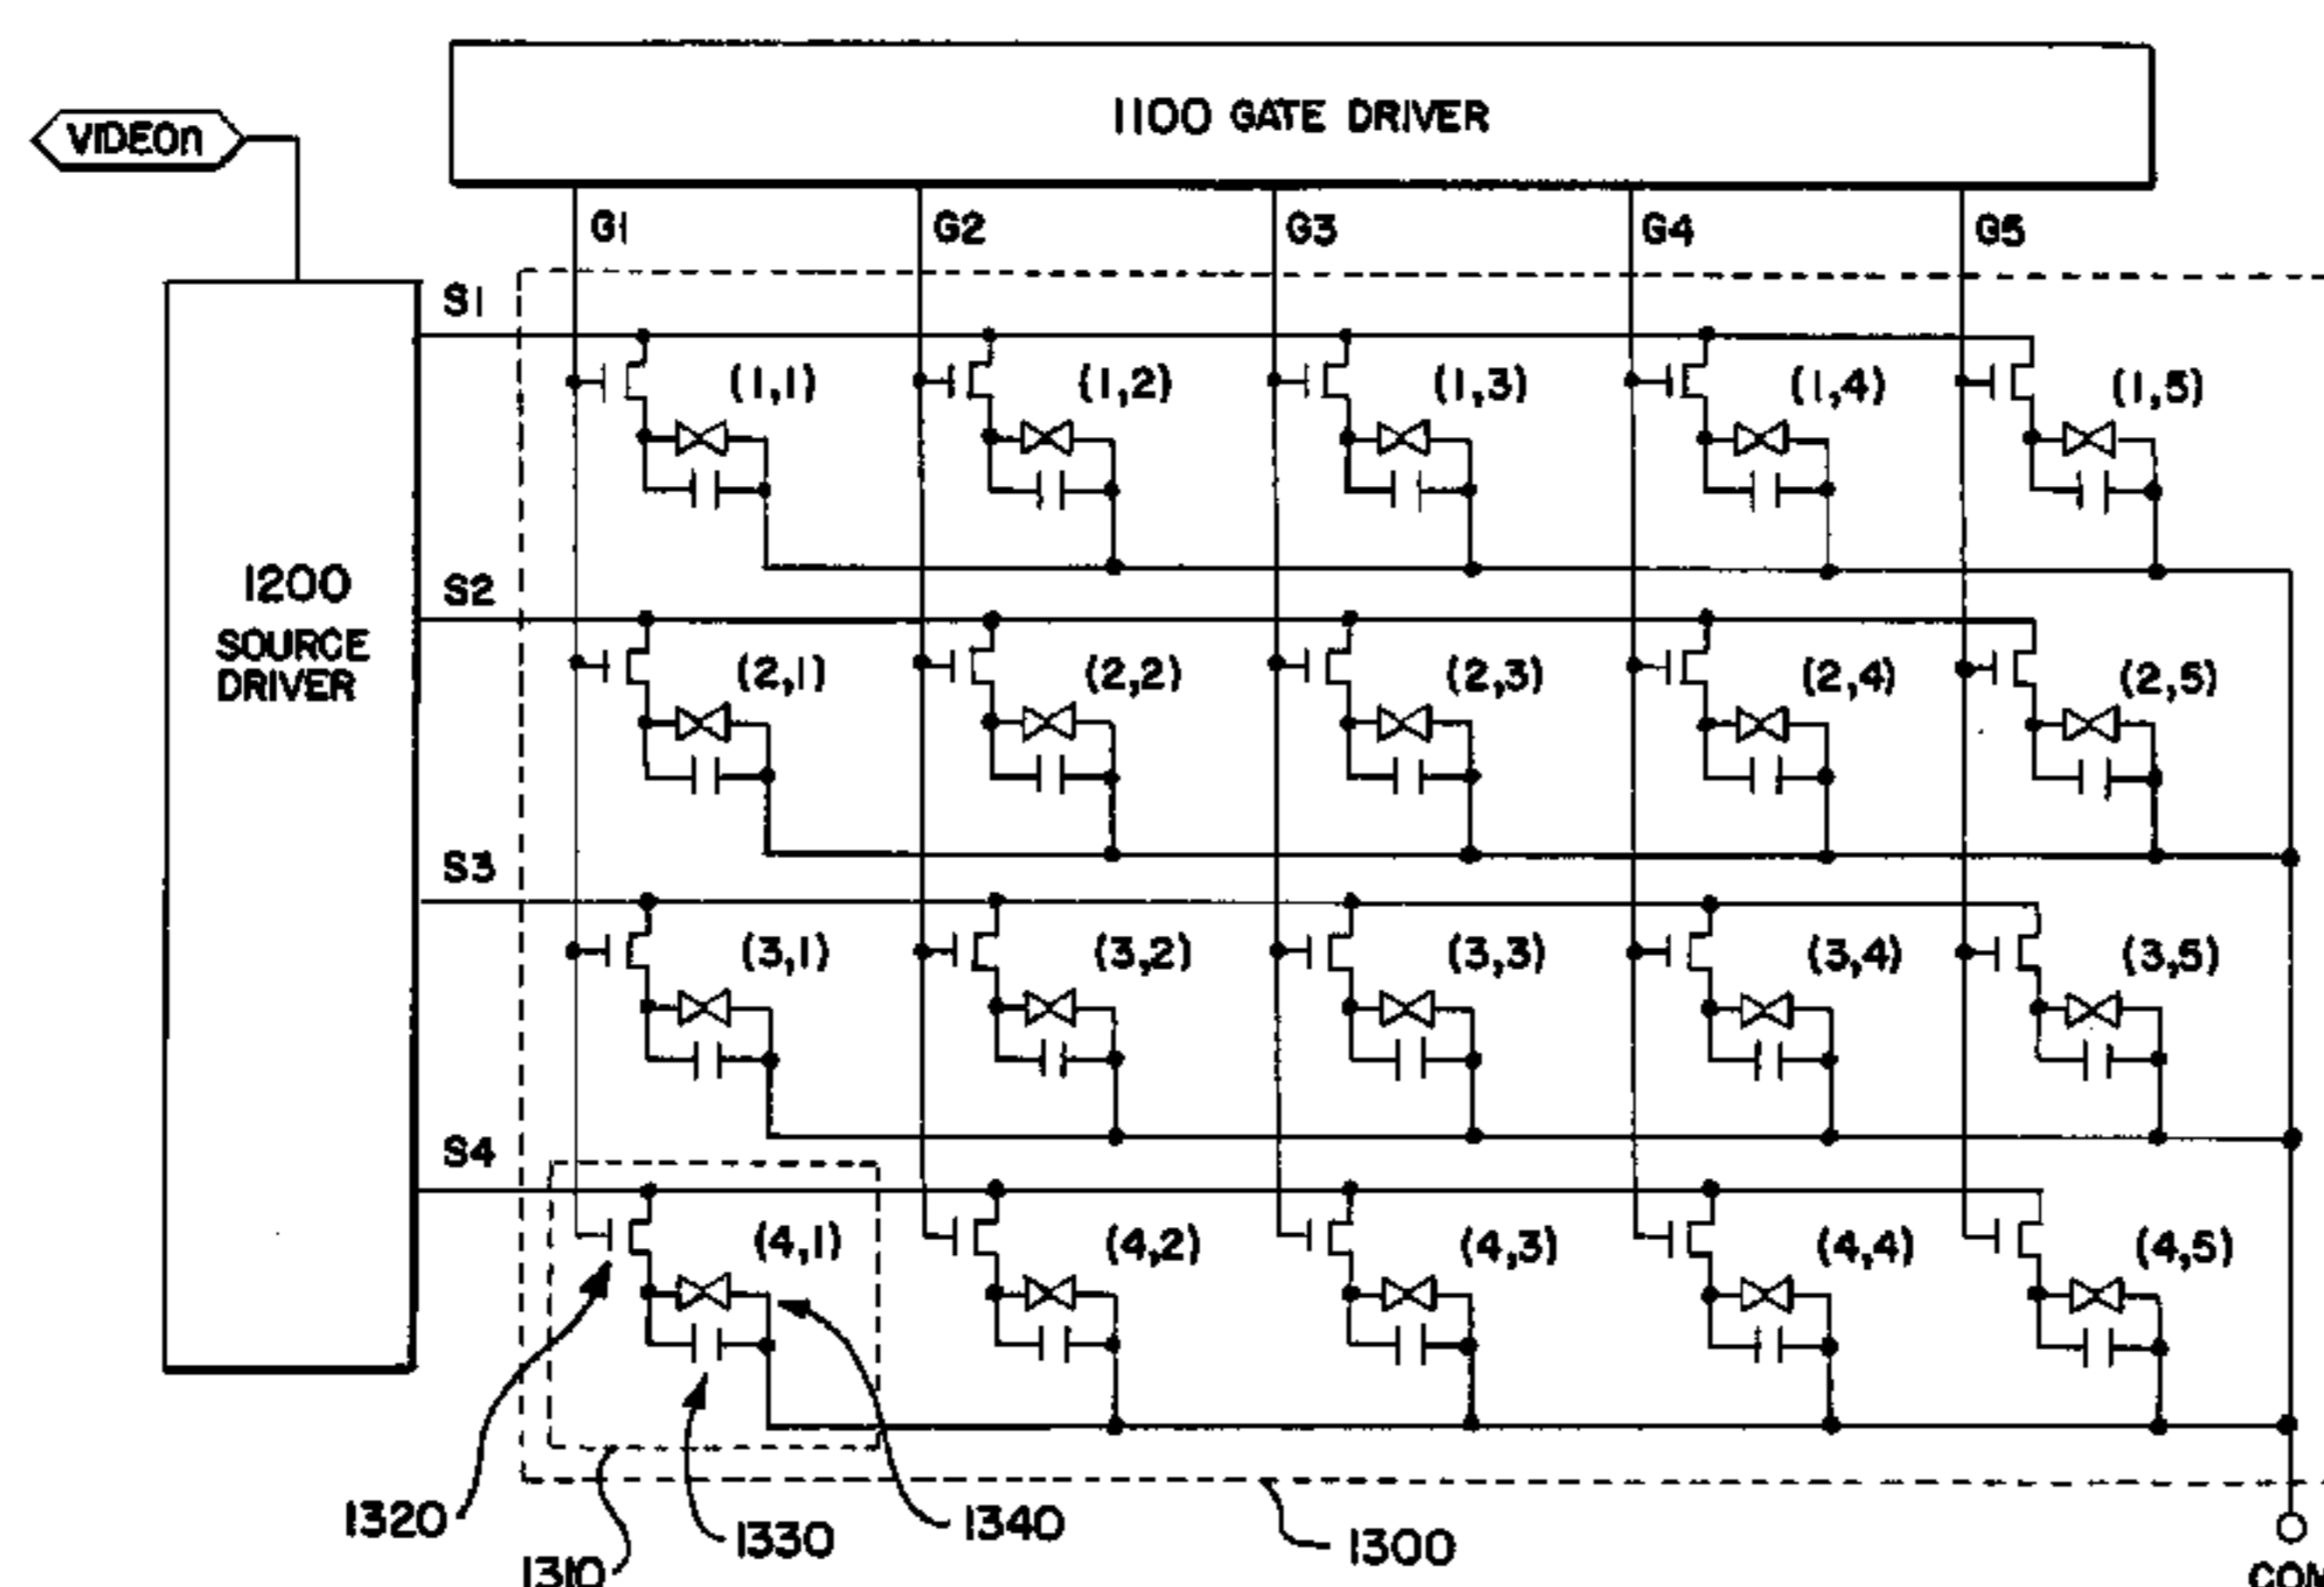 1100 GATE DRIVER
VIDEOn
G1 G2 G3 G4 G5
S1
(1,1) (1,2) (1,3) (1,4) (1,5)
1200
SOURCE
DRIVER
S2
(2,1) (2,2) (2,3) (2,4) (2,5)
S3
(3,1) (3,2) (3,3) (3,4) (3,5)
S4
(4,1) (4,2) (4,3) (4,4) (4,5)
1320 1330 1340 1300
1310